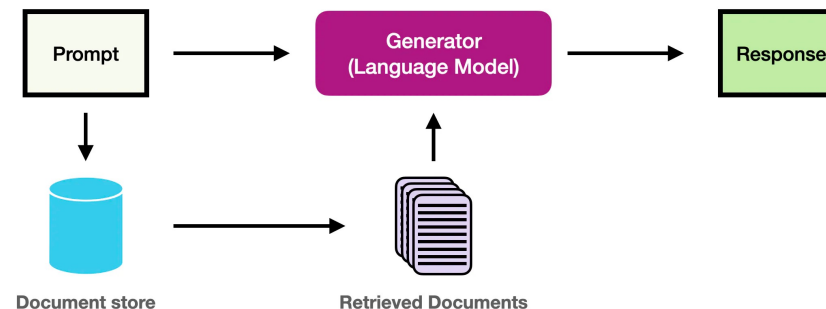 Prompt
Generator
(Language Model)
Response
Document store
Retrieved Documents